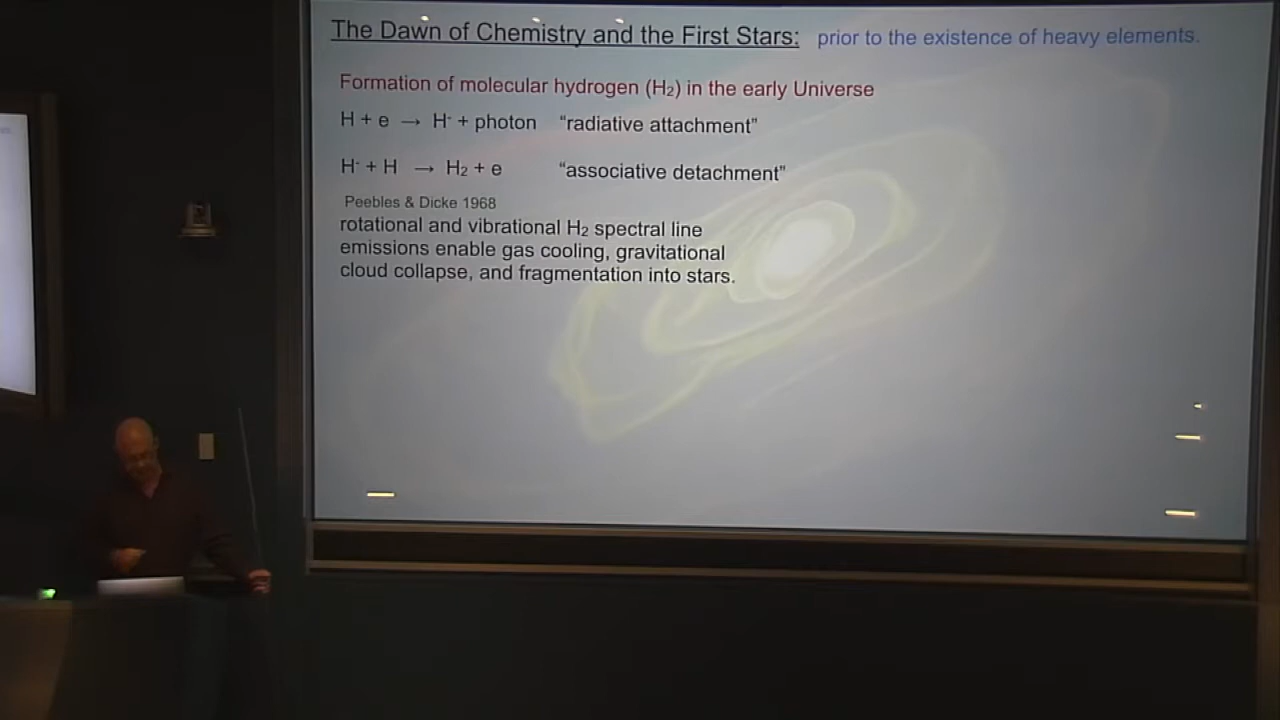 The Dawn of Chemistry and the First Stars: prior to the existence of heavy elements.
Formation of molecular hydrogen (H₂) in the early Universe
H + e → H⁻ + photon "radiative attachment"
H⁻ + H → H₂ + e "associative detachment"
Peebles & Dicke 1968
rotational and vibrational H₂ spectral line
emissions enable gas cooling, gravitational
cloud collapse, and fragmentation into stars.